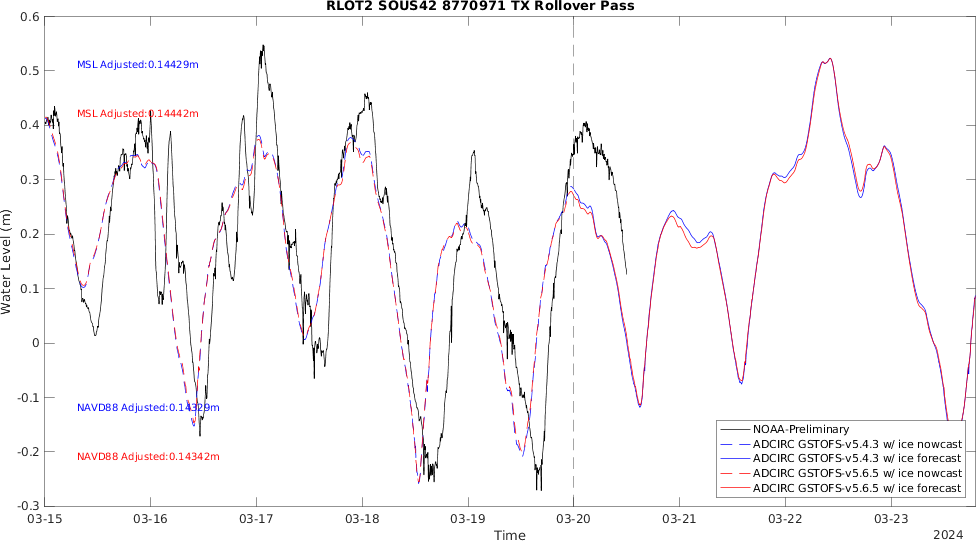 RLOT2 SOUS42 8770971 TX Rollover Pass
0.6
0.5
0.4
0.3
0.2
0.1
0
-0.1
-0.2
-0.3
Water Level (m)
MSL Adjusted:0.14429m
MSL Adjusted:0.14442m
NAVD88 Adjusted:0.14329m
NAVD88 Adjusted:0.14342m
NOAA-Preliminary
ADCIRC GSTOFS-v5.4.3 w/ ice nowcast
ADCIRC GSTOFS-v5.4.3 w/ ice forecast
ADCIRC GSTOFS-v5.6.5 w/ ice nowcast
ADCIRC GSTOFS-v5.6.5 w/ ice forecast
03-15 03-16 03-17 03-18 03-19 03-20 03-21 03-22 03-23
Time
2024